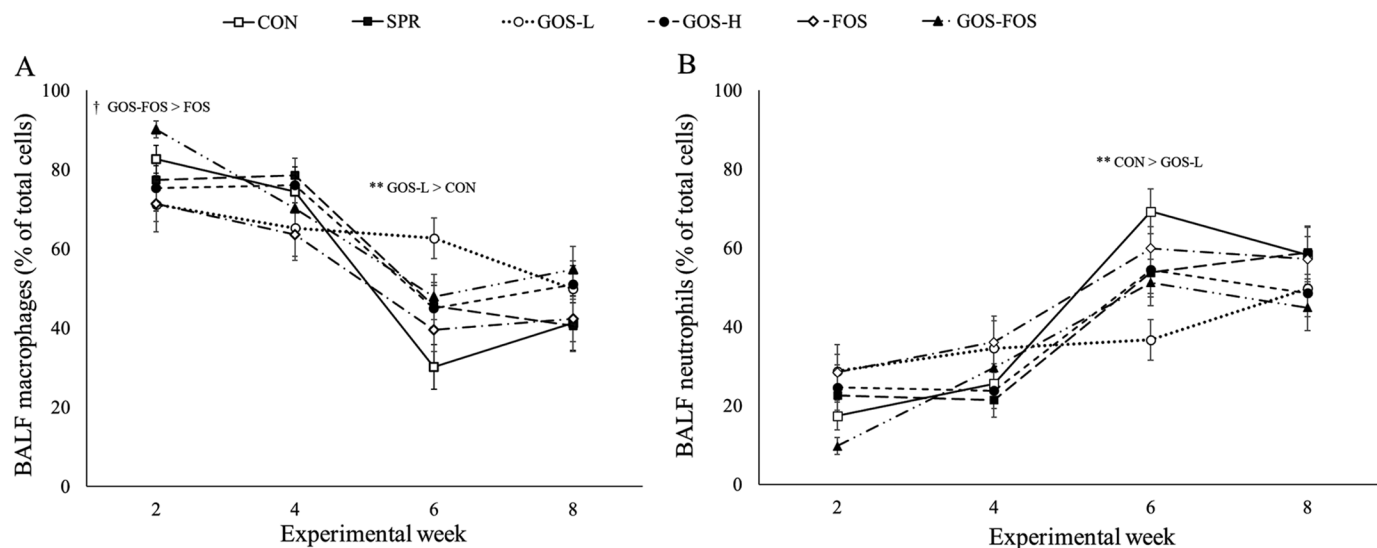 CON SPR GOS-L GOS-H FOS GOS-FOS
A
BALF macrophages (% of total cells)
100
80
60
40
20
0
† GOS-FOS > FOS
** GOS-L > CON
2 4 6 8
Experimental week
B
BALF neutrophils (% of total cells)
100
80
60
40
20
0
** CON > GOS-L
2 4 6 8
Experimental week